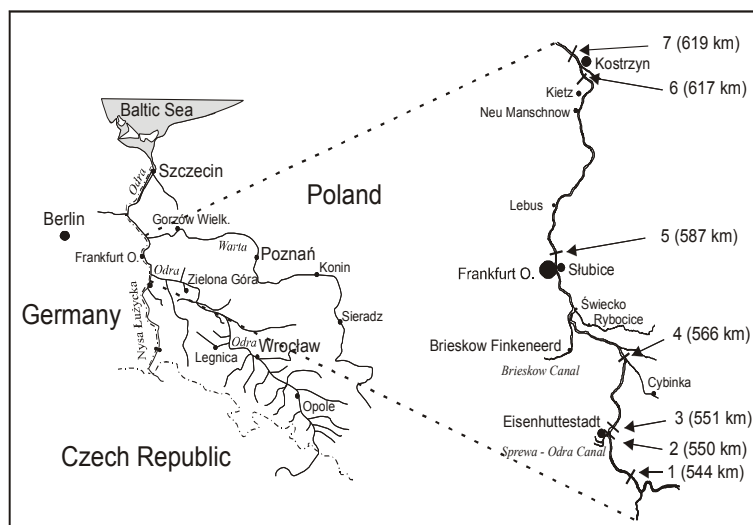 Baltic Sea
Odra
Szczecin
Poland
Berlin
Gorzów Wielk.
Warta
Poznań
Frankfurt O.
Odra
Konin
Zielona Góra
Germany
Nysa Łużycka
Sieradz
Odra
Wrocław
Legnica
Opole
Czech Republic
7 (619 km)
Kostrzyn
6 (617 km)
Kietz
Neu Manschnow
Lebus
5 (587 km)
Frankfurt O.
Słubice
Świecko
Rybocice
4 (566 km)
Brieskow Finkeneerd
Brieskow Canal
Cybinka
Eisenhuttestadt
3 (551 km)
Sprewa - Odra Canal
2 (550 km)
1 (544 km)